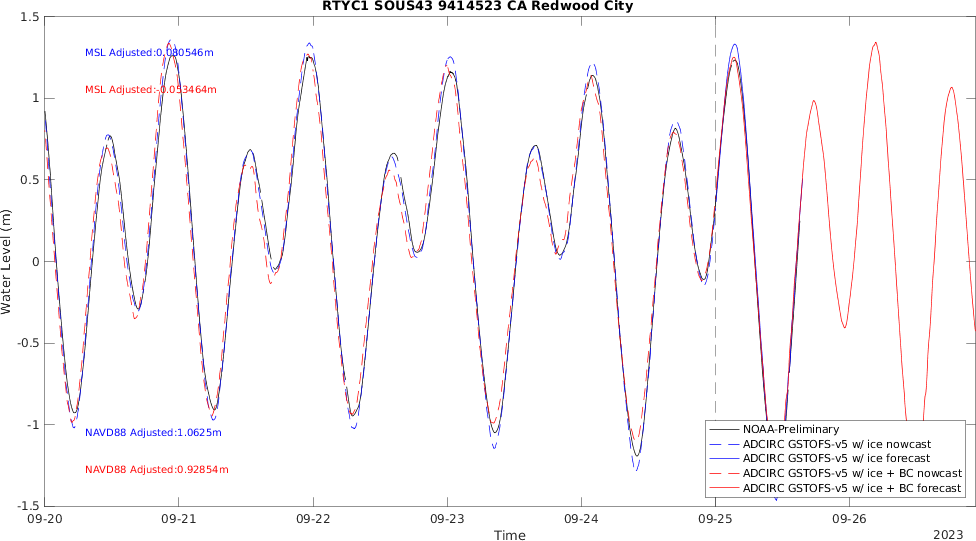 RTYC1 SOUS43 9414523 CA Redwood City
1.5
1
0.5
0
-0.5
-1
-1.5
Water Level (m)
MSL Adjusted:0.080546m
MSL Adjusted:-0.053464m
NAVD88 Adjusted:1.0625m
NAVD88 Adjusted:0.92854m
NOAA-Preliminary
ADCIRC GSTOFS-v5 w/ ice nowcast
ADCIRC GSTOFS-v5 w/ ice forecast
ADCIRC GSTOFS-v5 w/ ice + BC nowcast
ADCIRC GSTOFS-v5 w/ ice + BC forecast
09-20 09-21 09-22 09-23 09-24 09-25 09-26
Time
2023